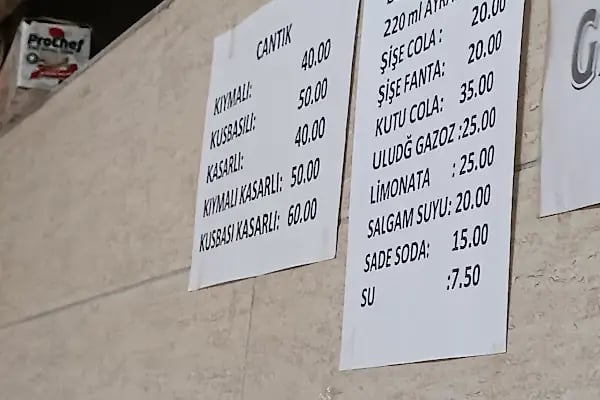 ProChef
CANTIK
KIYMALI: 40.00
KUSBASILI: 50.00
KASARLI: 40.00
KIYMALI KASARLI: 50.00
KUSBASI KASARLI: 60.00
220 ml
ŞİŞE COLA : 20.00
ŞİŞE FANTA: 20.00
KUTU COLA: 35.00
ULUDĞ GAZOZ :25.00
LİMONATA : 25.00
SALGAM SUYU: 20.00
SADE SODA: 15.00
SU :7.50